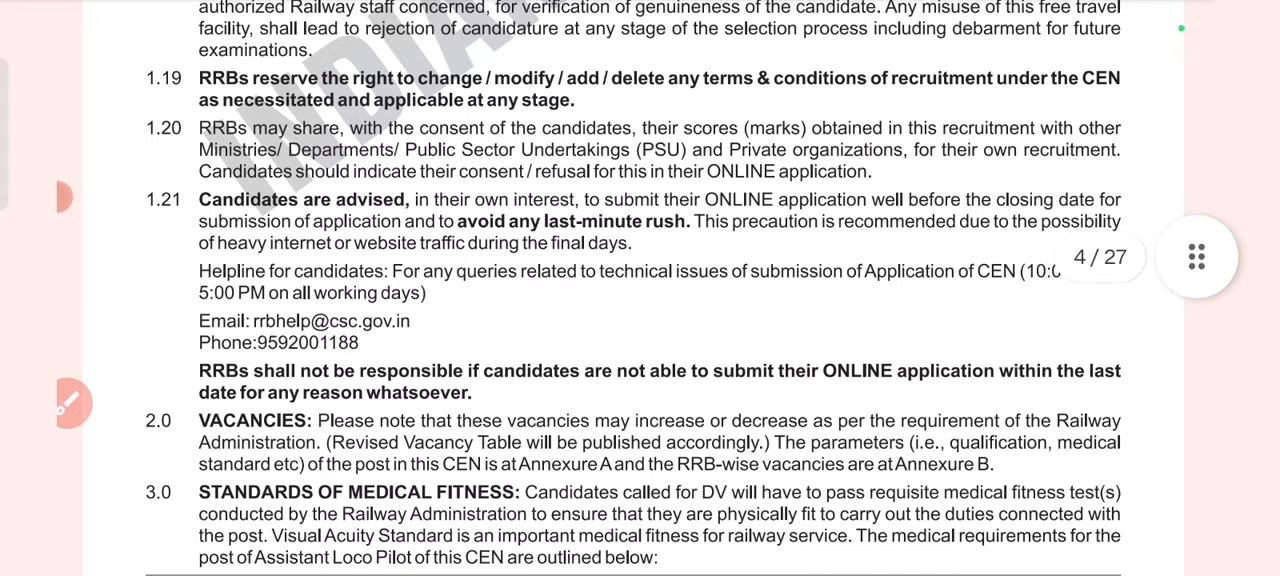 authorized Railway staff concerned, for verification of genuineness of the candidate. Any misuse of this free travel
facility, shall lead to rejection of candidature at any stage of the selection process including debarment for future
examinations.
1.19 RRBs reserve the right to change / modify / add / delete any terms & conditions of recruitment under the CEN
as necessitated and applicable at any stage.
1.20 RRBs may share, with the consent of the candidates, their scores (marks) obtained in this recruitment with other
Ministries/ Departments/ Public Sector Undertakings (PSU) and Private organizations, for their own recruitment.
Candidates should indicate their consent / refusal for this in their ONLINE application.
1.21 Candidates are advised, in their own interest, to submit their ONLINE application well before the closing date for
submission of application and to avoid any last-minute rush. This precaution is recommended due to the possibility
of heavy internet or website traffic during the final days.
4 / 27
Helpline for candidates: For any queries related to technical issues of submission of Application of CEN (10:0
5:00 PM on all working days)
Email: rrbhelp@csc.gov.in
Phone:9592001188
RRBs shall not be responsible if candidates are not able to submit their ONLINE application within the last
date for any reason whatsoever.
2.0 VACANCIES: Please note that these vacancies may increase or decrease as per the requirement of the Railway
Administration. (Revised Vacancy Table will be published accordingly.) The parameters (i.e., qualification, medical
standard etc) of the post in this CEN is at Annexure A and the RRB-wise vacancies are at Annexure B.
3.0 STANDARDS OF MEDICAL FITNESS: Candidates called for DV will have to pass requisite medical fitness test(s)
conducted by the Railway Administration to ensure that they are physically fit to carry out the duties connected with
the post. Visual Acuity Standard is an important medical fitness for railway service. The medical requirements for the
post of Assistant Loco Pilot of this CEN are outlined below:
INDIA